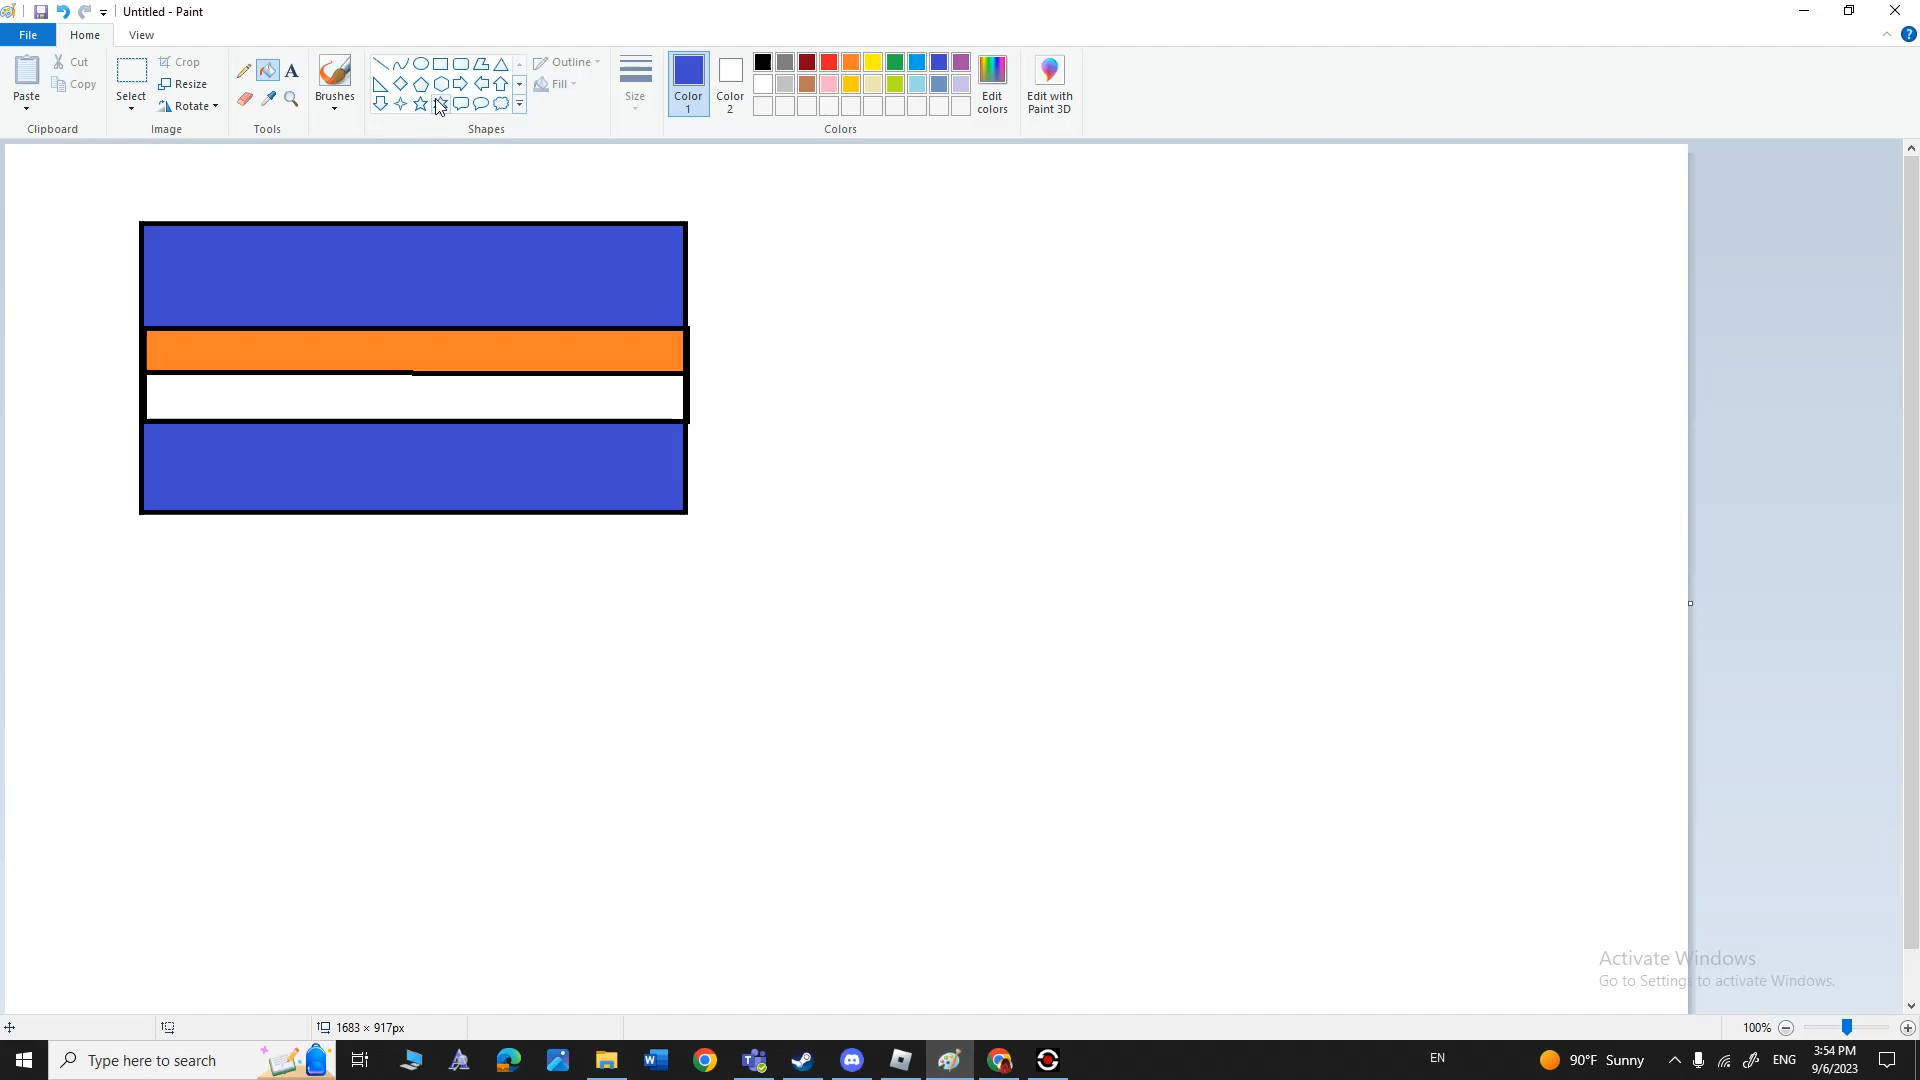 Untitled - Paint
File Home View
Paste
Cut
Copy
Clipboard
Select
Crop
Resize
Rotate
Image
A
Tools
Brushes
Outline
Fill
Shapes
Size
Color 1
Color 2
Edit colors
Colors
Edit with Paint 3D
?
Activate Windows
Go to Settings to activate Windows.
1683 × 917px
100%
Type here to search
EN
90°F Sunny
ENG
3:54 PM
9/6/2023